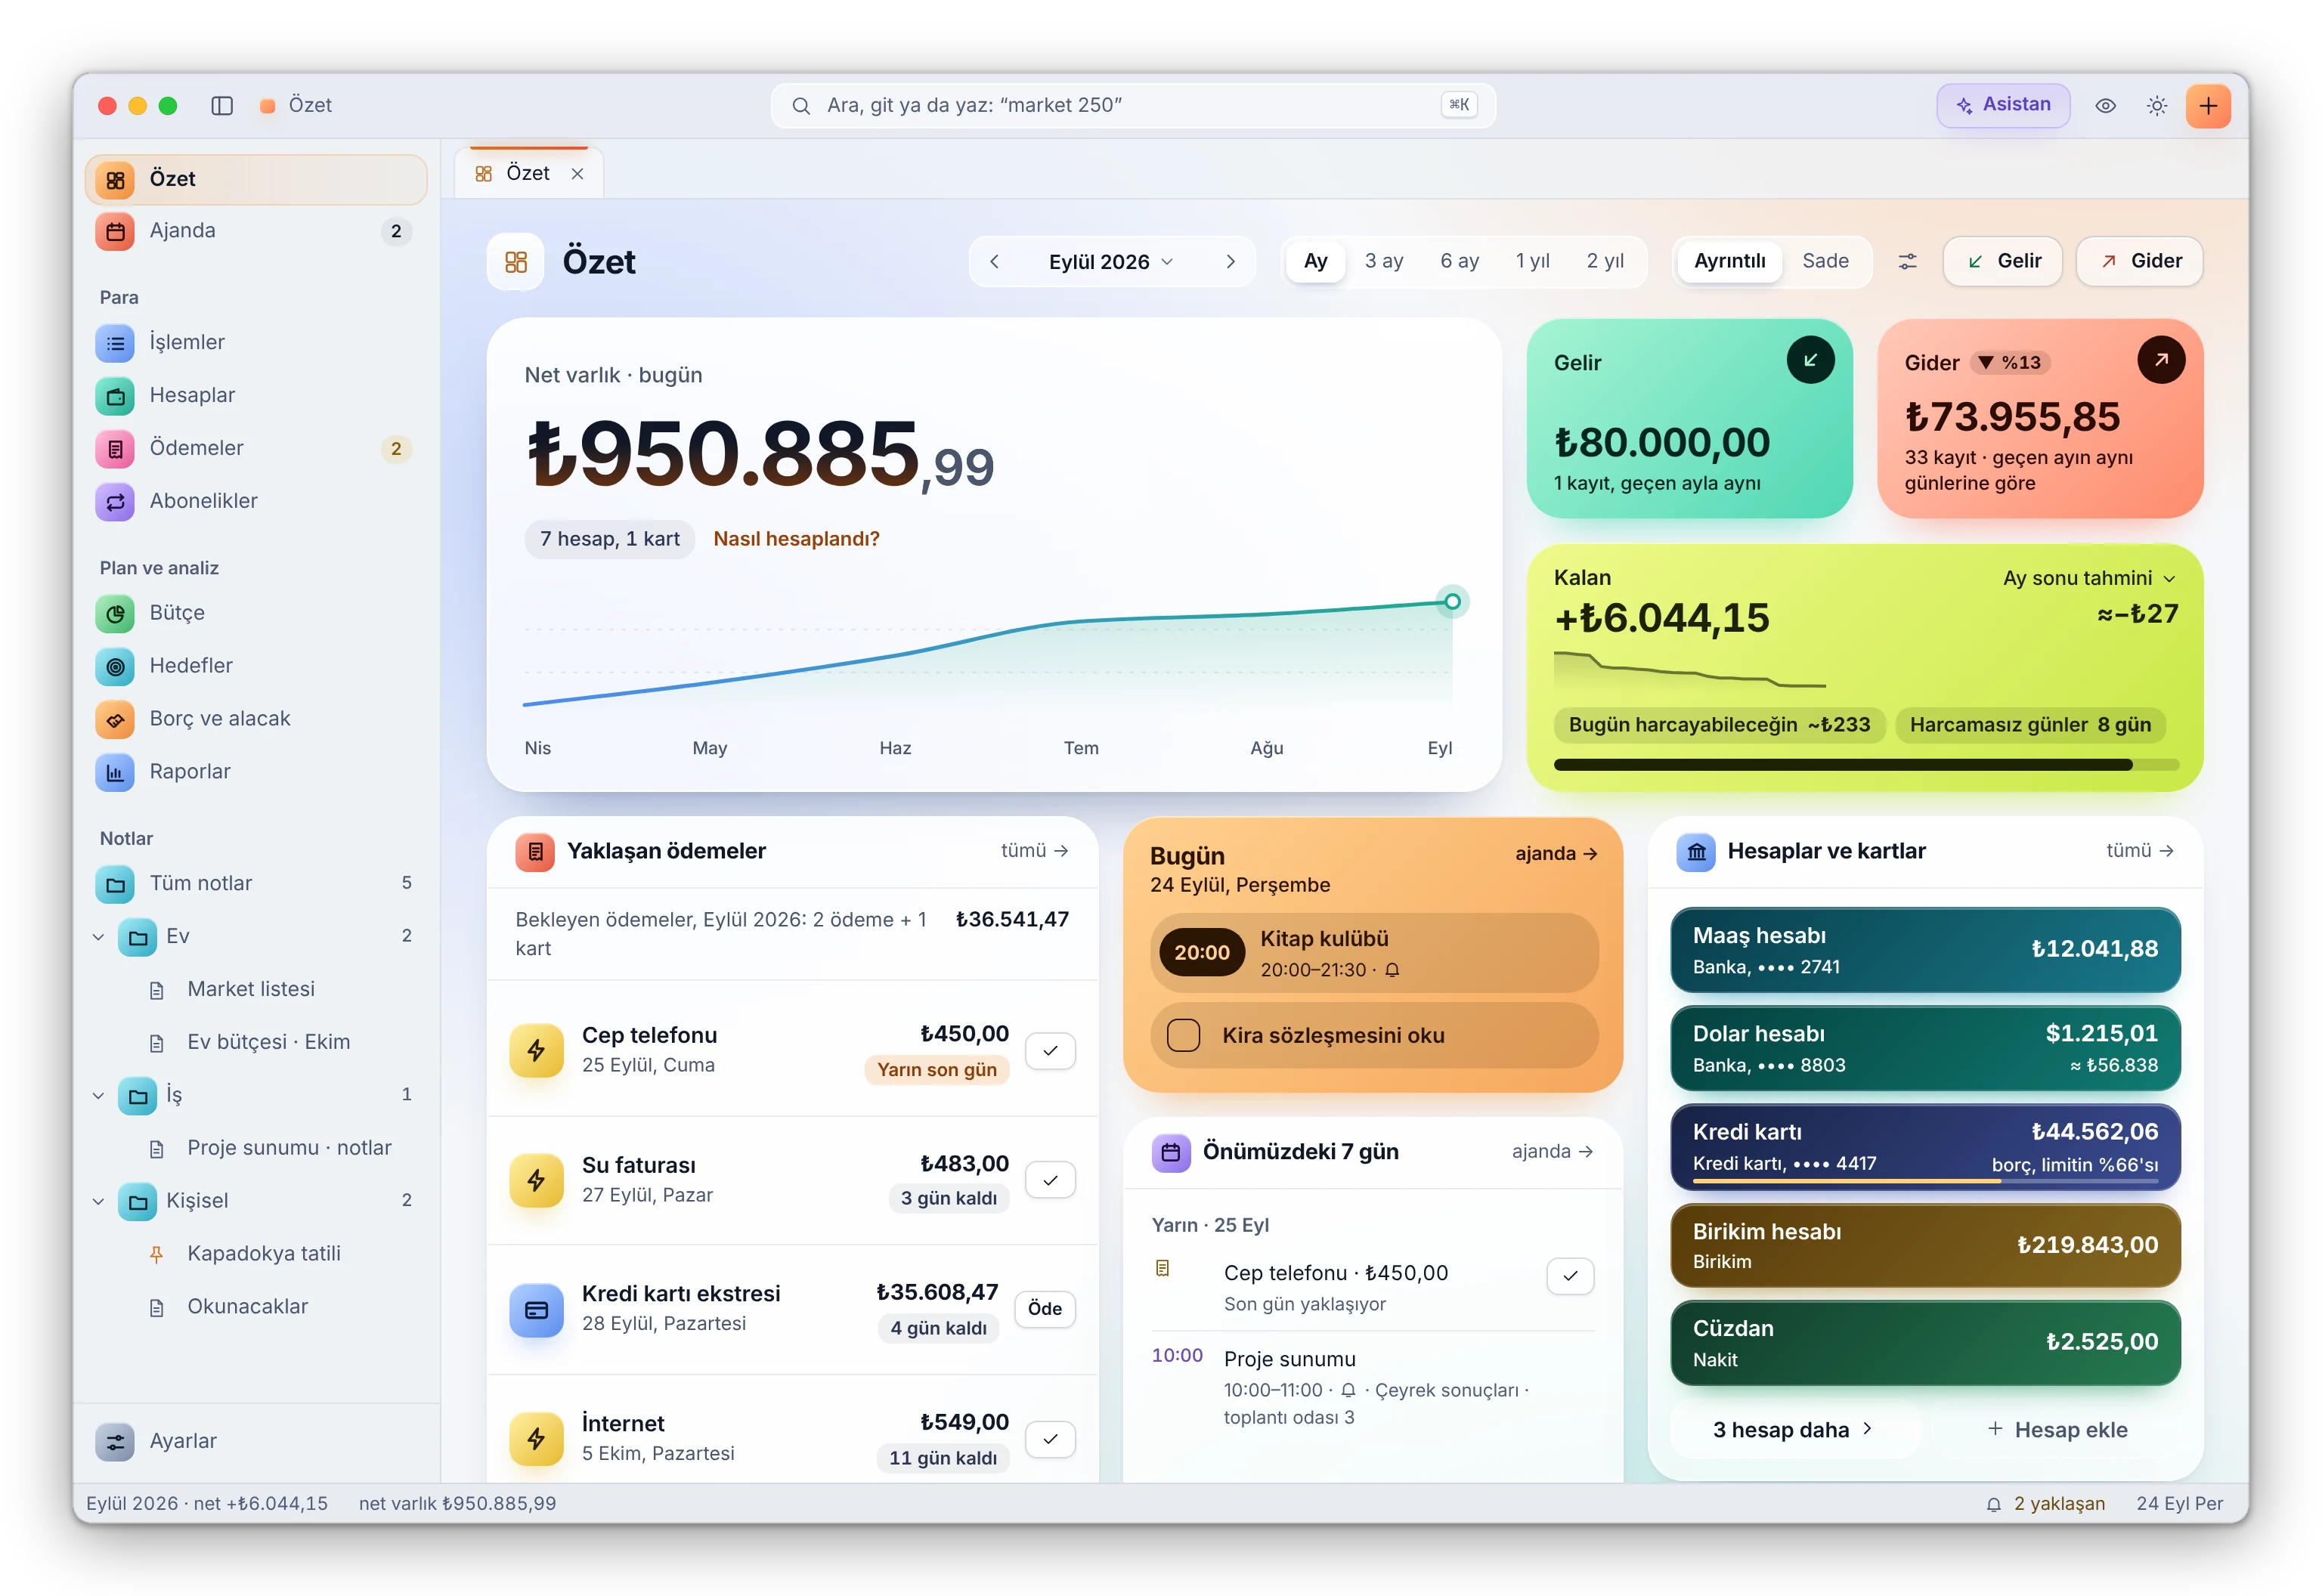 Özet
Ara, git ya da yaz: “market 250”
⌘K
Asistan
Özet
Ajanda 2
Para
İşlemler
Hesaplar
Ödemeler 2
Abonelikler
Plan ve analiz
Bütçe
Hedefler
Borç ve alacak
Raporlar
Notlar
Tüm notlar 5
Ev 2
Market listesi
Ev bütçesi · Ekim
İş 1
Proje sunumu · notlar
Kişisel 2
Kapadokya tatili
Okunacaklar
Ayarlar
Özet
Özet
Eylül 2026
Ay 3 ay 6 ay 1 yıl 2 yıl
Ayrıntılı Sade
Gelir
Gider
Net varlık · bugün
₺950.885,99
7 hesap, 1 kart
Nasıl hesaplandı?
Nis May Haz Tem Ağu Eyl
Gelir
₺80.000,00
1 kayıt, geçen ayla aynı
Gider ▼ %13
₺73.955,85
33 kayıt · geçen ayın aynı
günlerine göre
Kalan
+₺6.044,15
Ay sonu tahmini
≈−₺27
Bugün harcayabileceğin ~₺233
Harcamasız günler 8 gün
Yaklaşan ödemeler
tümü →
Bekleyen ödemeler, Eylül 2026: 2 ödeme + 1
kart
₺36.541,47
Cep telefonu
25 Eylül, Cuma
₺450,00
Yarın son gün
Su faturası
27 Eylül, Pazar
₺483,00
3 gün kaldı
Kredi kartı ekstresi
28 Eylül, Pazartesi
₺35.608,47
4 gün kaldı
Öde
İnternet
5 Ekim, Pazartesi
₺549,00
11 gün kaldı
Bugün
ajanda →
24 Eylül, Perşembe
20:00
Kitap kulübü
20:00–21:30 ·
Kira sözleşmesini oku
Önümüzdeki 7 gün
ajanda →
Yarın · 25 Eyl
Cep telefonu · ₺450,00
Son gün yaklaşıyor
10:00
Proje sunumu
10:00–11:00 · · Çeyrek sonuçları ·
toplantı odası 3
Hesaplar ve kartlar
tümü →
Maaş hesabı
Banka, •••• 2741
₺12.041,88
Dolar hesabı
Banka, •••• 8803
$1.215,01
≈ ₺56.838
Kredi kartı
Kredi kartı, •••• 4417
₺44.562,06
borç, limitin %66'sı
Birikim hesabı
Birikim
₺219.843,00
Cüzdan
Nakit
₺2.525,00
3 hesap daha
+ Hesap ekle
Eylül 2026 · net +₺6.044,15
net varlık ₺950.885,99
2 yaklaşan
24 Eyl Per